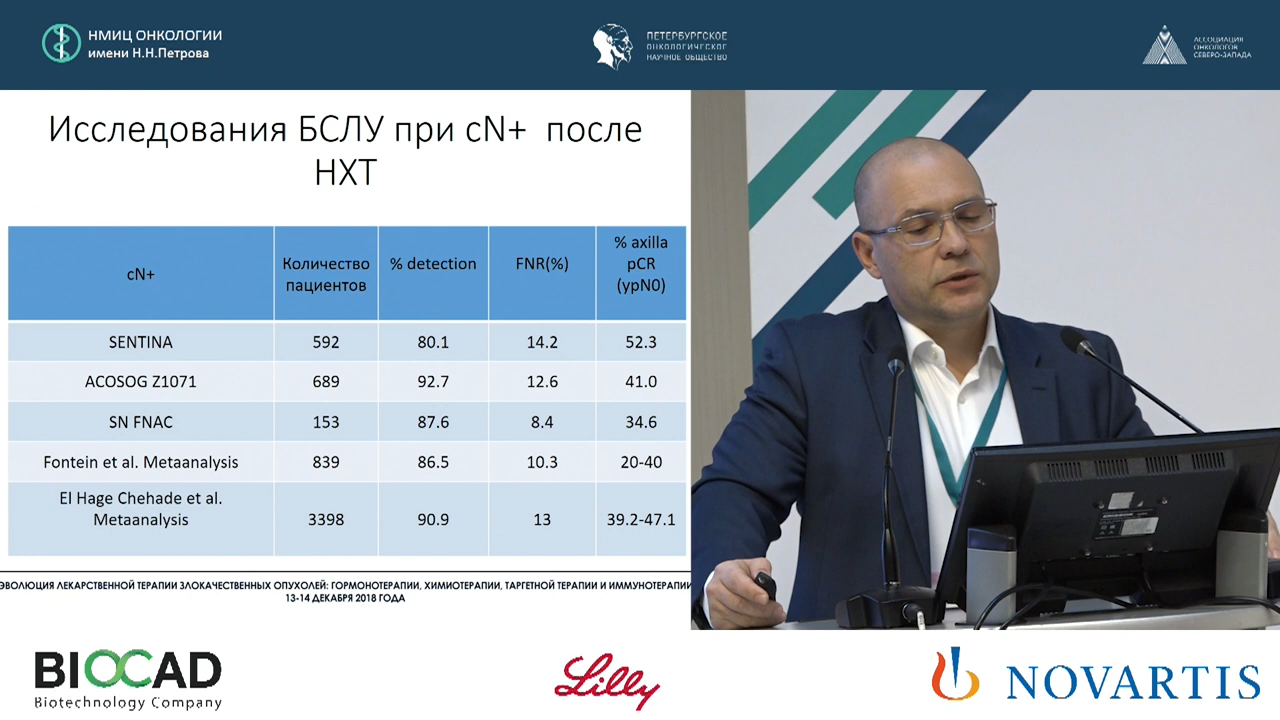 НМИЦ ОНКОЛОГИИ
имени Н.Н.Петрова
ПЕТЕРБУРГСКОЕ
ОНКОЛОГИЧЕСКОЕ
НАУЧНОЕ ОБЩЕСТВО
АССОЦИАЦИЯ
ОНКОЛОГОВ
СЕВЕРО-ЗАПАДА
Исследования БСЛУ при cN+ после
НХТ
cN+
Количество
пациентов
% detection
FNR(%)
% axilla
pCR
(ypN0)
SENTINA 592 80.1 14.2 52.3
ACOSOG Z1071 689 92.7 12.6 41.0
SN FNAC 153 87.6 8.4 34.6
Fontein et al. Metaanalysis 839 86.5 10.3 20-40
El Hage Chehade et al.
Metaanalysis 3398 90.9 13 39.2-47.1
ЭВОЛЮЦИЯ ЛЕКАРСТВЕННОЙ ТЕРАПИИ ЗЛОКАЧЕСТВЕННЫХ ОПУХОЛЕЙ: ГОРМОНОТЕРАПИИ, ХИМИОТЕРАПИИ, ТАРГЕТНОЙ ТЕРАПИИ И ИММУНОТЕРАПИИ
13-14 ДЕКАБРЯ 2018 ГОДА
BIOCAD
Biotechnology Company
Lilly
NOVARTIS